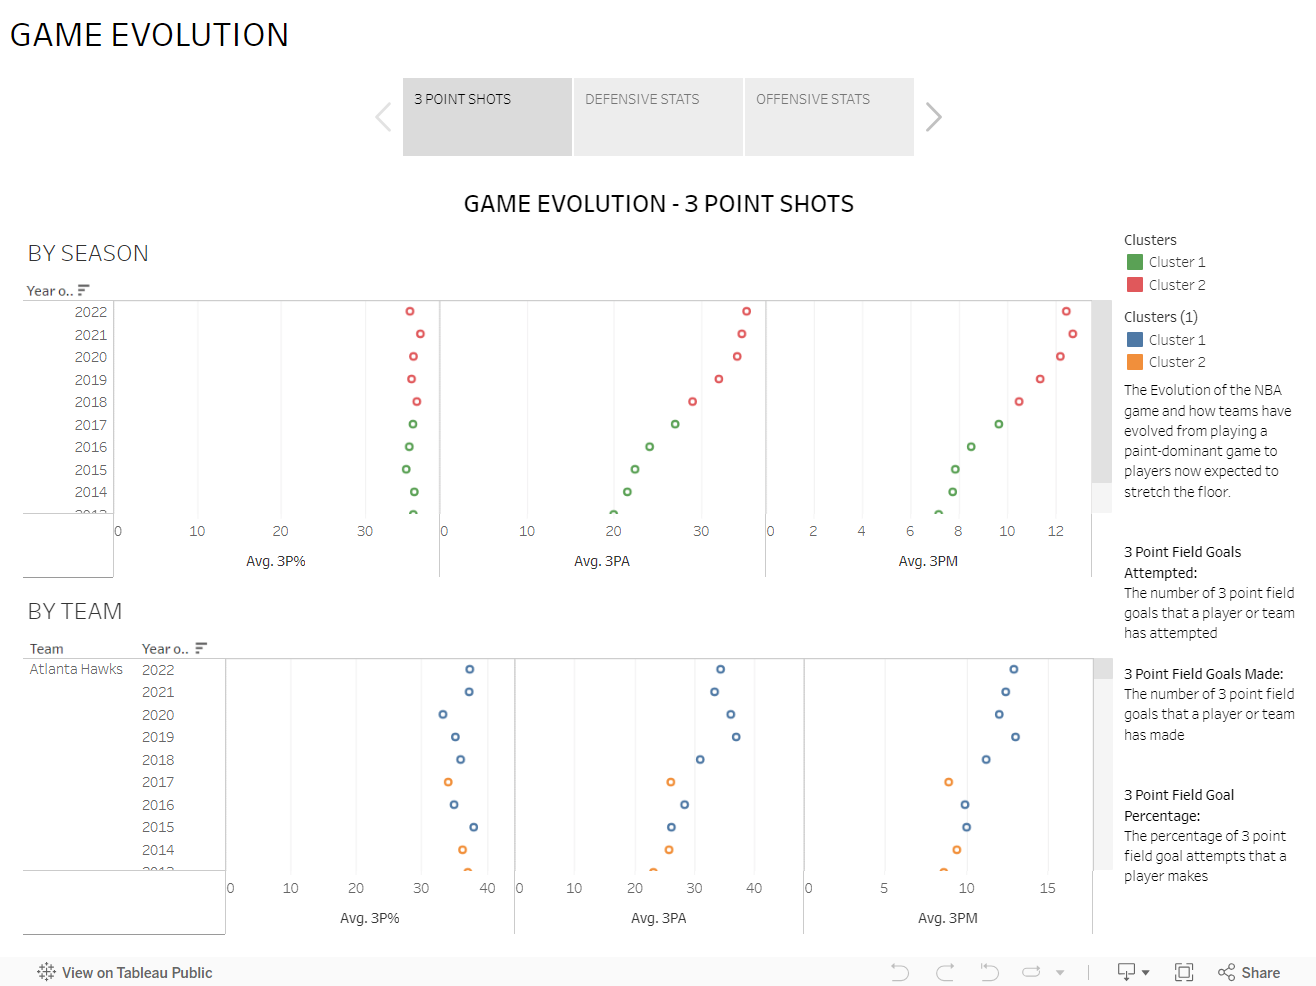 GAME EVOLUTION
3 POINT SHOTS
DEFENSIVE STATS
OFFENSIVE STATS
GAME EVOLUTION - 3 POINT SHOTS
BY SEASON
Year o..
2022
2021
2020
2019
2018
2017
2016
2015
2014
2013
0 10 20 30
0 10 20 30
0 2 4 6 8 10 12
Avg. 3P%
Avg. 3PA
Avg. 3PM
BY TEAM
Team
Year o..
Atlanta Hawks
2022
2021
2020
2019
2018
2017
2016
2015
2014
2013
0 10 20 30 40
0 10 20 30 40
0 5 10 15
Avg. 3P%
Avg. 3PA
Avg. 3PM
Clusters
Cluster 1
Cluster 2
Clusters (1)
Cluster 1
Cluster 2
The Evolution of the NBA
game and how teams have
evolved from playing a
paint-dominant game to
players now expected to
stretch the floor.
3 Point Field Goals
Attempted:
The number of 3 point field
goals that a player or team
has attempted
3 Point Field Goals Made:
The number of 3 point field
goals that a player or team
has made
3 Point Field Goal
Percentage:
The percentage of 3 point
field goal attempts that a
player makes
View on Tableau Public
Share